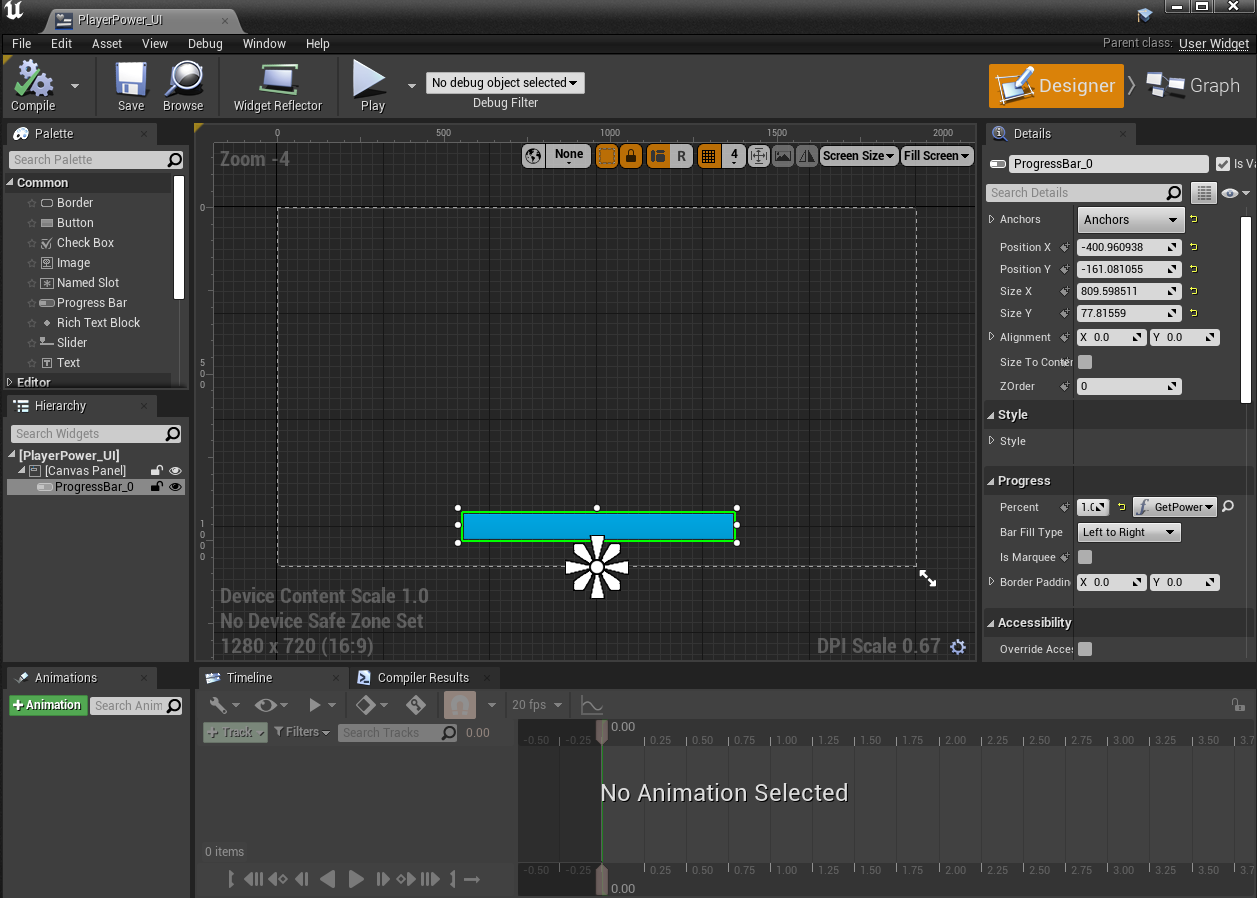 PlayerPower_UI
File Edit Asset View Debug Window Help
Parent class: User Widget
Compile
Save
Browse
Widget Reflector
Play
No debug object selected
Debug Filter
Designer
Graph
Palette
Search Palette
Common
Border
Button
Check Box
Image
Named Slot
Progress Bar
Rich Text Block
Slider
Text
Editor
Hierarchy
Search Widgets
[PlayerPower_UI]
[Canvas Panel]
ProgressBar_0
0 500 1000 1500 2000
Zoom -4
None
R
4
Screen Size
Fill Screen
0
500
1000
Device Content Scale 1.0
No Device Safe Zone Set
1280 x 720 (16:9)
DPI Scale 0.67
Details
ProgressBar_0
Is Va
Search Details
Anchors Anchors
Position X -400.960938
Position Y -161.081055
Size X 809.598511
Size Y 77.81559
Alignment X 0.0 Y 0.0
Size To Conten
ZOrder 0
Style
Style
Progress
Percent 1.0 GetPower
Bar Fill Type Left to Right
Is Marquee
Border Paddin X 0.0 Y 0.0
Accessibility
Override Acces
Animations
+Animation
Search Anim
Timeline
Compiler Results
20 fps
+ Track
Filters
Search Tracks
0.00
0.00
-0.50 -0.25 0.25 0.50 0.75 1.00 1.25 1.50 1.75 2.00 2.25 2.50 2.75 3.00 3.25 3.50 3.7
No Animation Selected
0 items
-0.50 -0.25 0.25 0.50 0.75 1.00 1.25 1.50 1.75 2.00 2.25 2.50 2.75 3.00 3.25 3.50 3.7
0.00